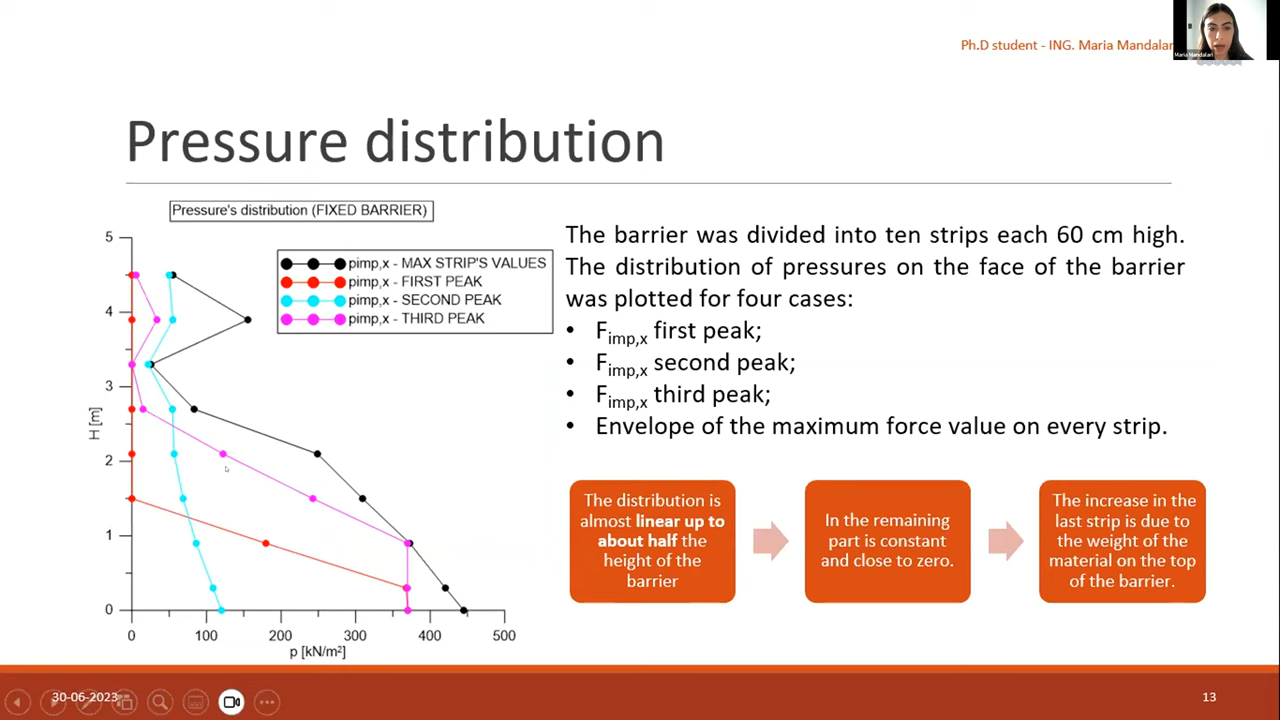 Ph.D student - ING. Maria Mandalar
Maria Mandalari
Pressure distribution
Pressure's distribution (FIXED BARRIER)
pimp,x - MAX STRIP'S VALUES
pimp,x - FIRST PEAK
pimp,x - SECOND PEAK
pimp,x - THIRD PEAK
5
4
3
2
1
0
H [m]
0 100 200 300 400 500
p [kN/m²]
The barrier was divided into ten strips each 60 cm high.
The distribution of pressures on the face of the barrier
was plotted for four cases:
• Fimp,x first peak;
• Fimp,x second peak;
• Fimp,x third peak;
• Envelope of the maximum force value on every strip.
The distribution is
almost linear up to
about half the
height of the
barrier
In the remaining
part is constant
and close to zero.
The increase in the
last strip is due to
the weight of the
material on the top
of the barrier.
30-06-2023
13